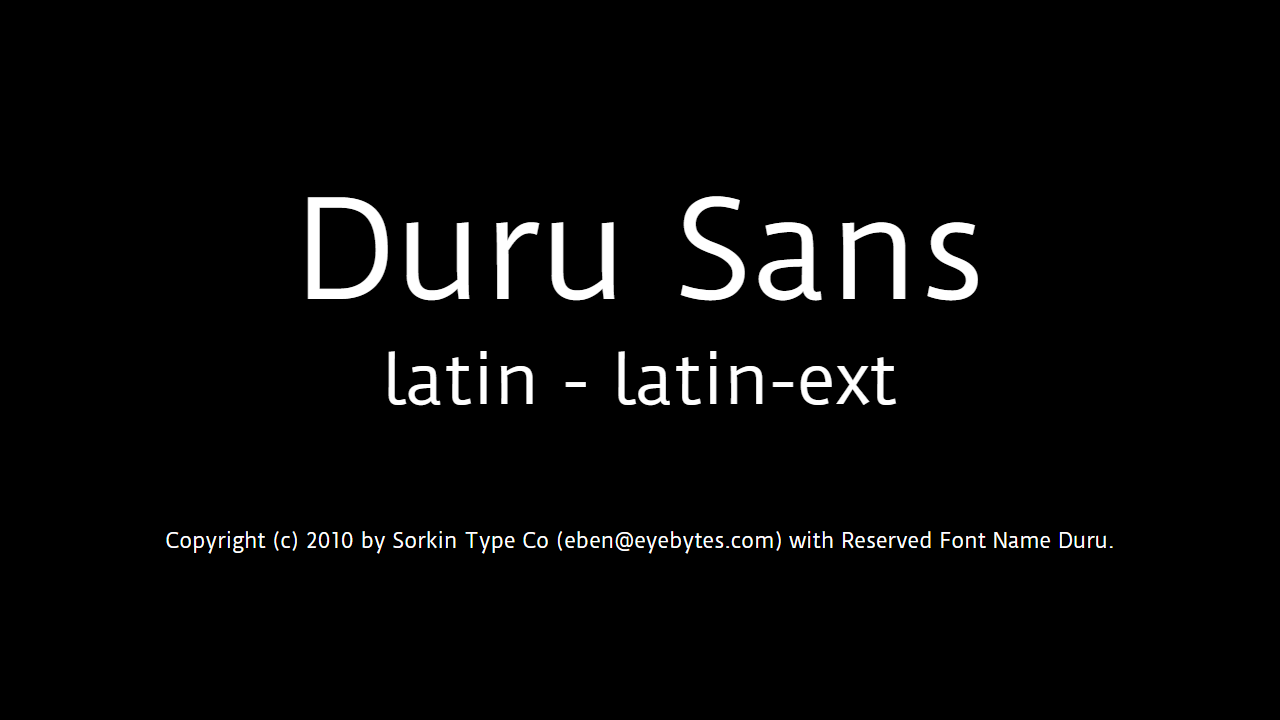 Duru Sans
latin - latin-ext
Copyright (c) 2010 by Sorkin Type Co (eben@eyebytes.com) with Reserved Font Name Duru.